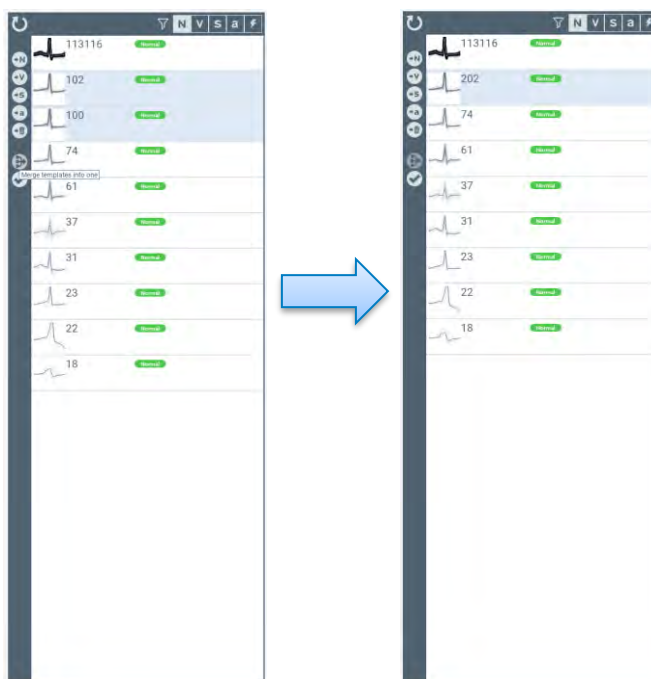 N V S a
113116 Normal
+N
+V
102 Normal
+S
+a
100 Normal
74 Normal
Merge templates into one
61 Normal
37 Normal
31 Normal
23 Normal
22 Normal
18 Normal
N V S a
113116 Normal
+N
+V
202 Normal
+S
+a
74 Normal
61 Normal
37 Normal
31 Normal
23 Normal
22 Normal
18 Normal